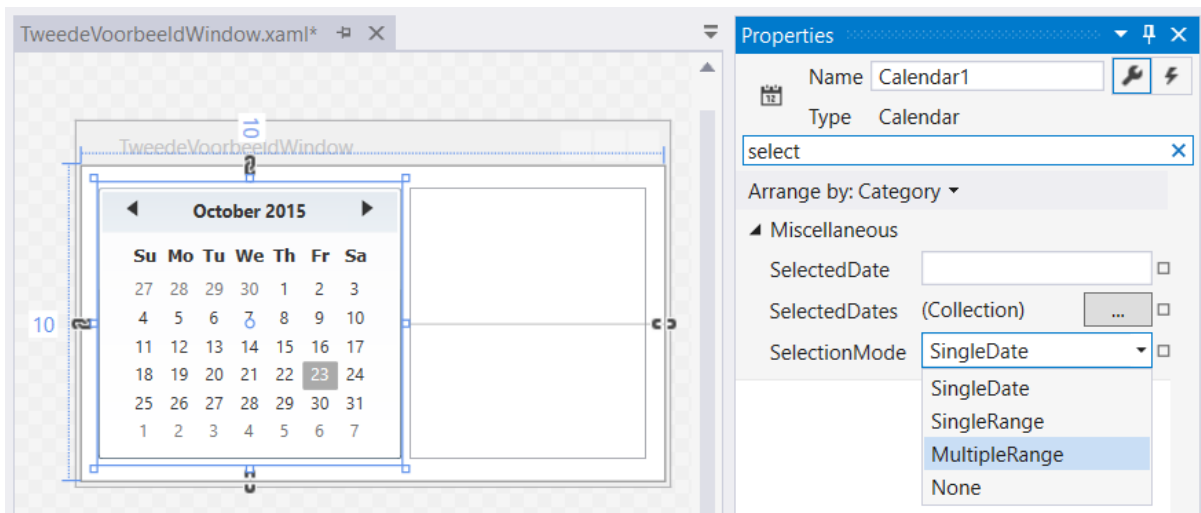 TweedeVoorbeeldWindow.xaml*
TweedeVoorbeeldWindow
10
10
October 2015
Su Mo Tu We Th Fr Sa
27 28 29 30 1 2 3
4 5 6 7 8 9 10
11 12 13 14 15 16 17
18 19 20 21 22 23 24
25 26 27 28 29 30 31
1 2 3 4 5 6 7
Properties
Name Calendar1
Type Calendar
select
Arrange by: Category
Miscellaneous
SelectedDate
SelectedDates (Collection) ...
SelectionMode SingleDate
SingleDate
SingleRange
MultipleRange
None